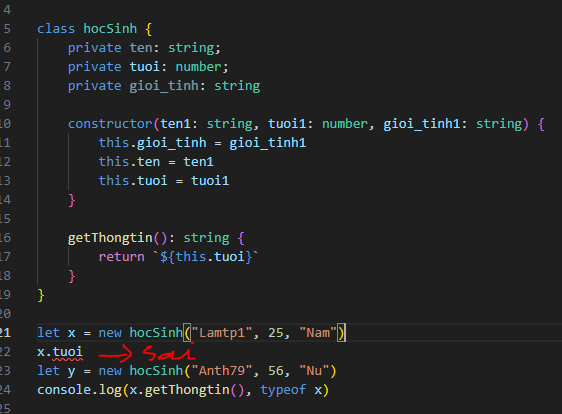 4
5 class hocSinh {
6 private ten: string;
7 private tuoi: number;
8 private gioi_tinh: string
9
10 constructor(ten1: string, tuoi1: number, gioi_tinh1: string) {
11 this.gioi_tinh = gioi_tinh1
12 this.ten = ten1
13 this.tuoi = tuoi1
14 }
15
16 getThongtin(): string {
17 return `${this.tuoi}`
18 }
19 }
20
21 let x = new hocSinh("Lamtp1", 25, "Nam")
22 x.tuoi → sai
23 let y = new hocSinh("Anth79", 56, "Nu")
24 console.log(x.getThongtin(), typeof x)
25